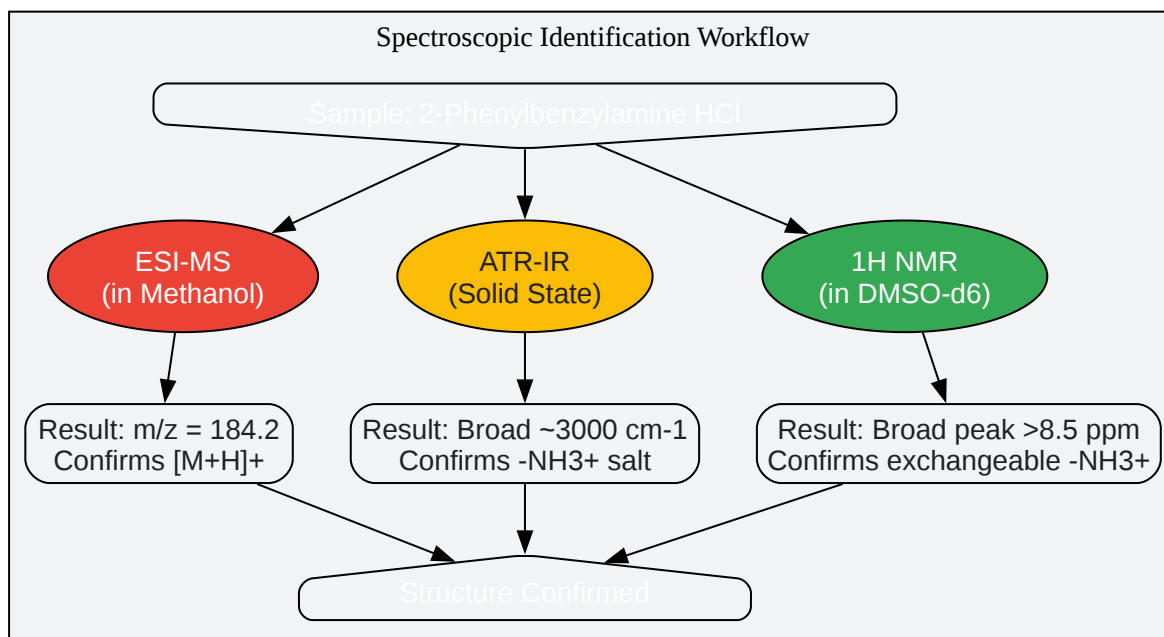 Spectroscopic Identification Workflow
Sample: 2-Phenylbenzylamine HCl
ESI-MS
(in Methanol)
ATR-IR
(Solid State)
1H NMR
(in DMSO-d6)
Result: m/z = 184.2
Confirms [M+H]+
Result: Broad ~3000 cm-1
Confirms -NH3+ salt
Result: Broad peak >8.5 ppm
Confirms exchangeable -NH3+
Structure Confirmed